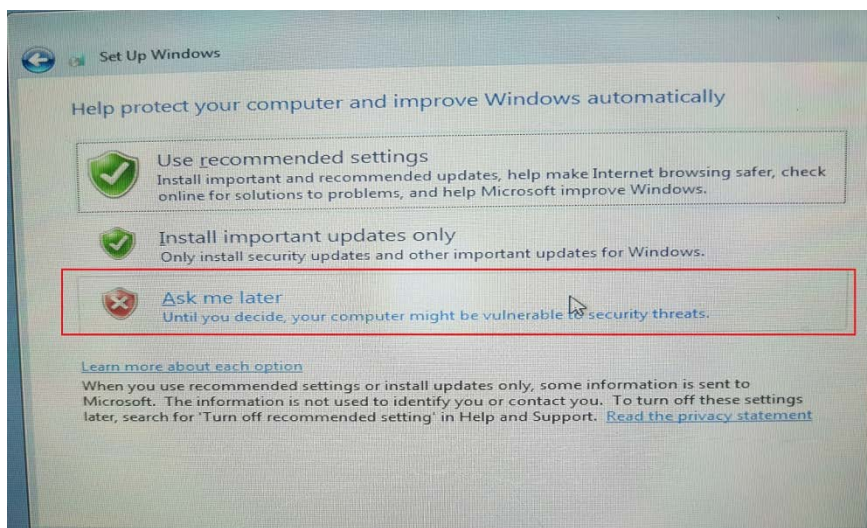 Set Up Windows
Help protect your computer and improve Windows automatically
Use recommended settings
Install important and recommended updates, help make Internet browsing safer, check
online for solutions to problems, and help Microsoft improve Windows.
Install important updates only
Only install security updates and other important updates for Windows.
Ask me later
Until you decide, your computer might be vulnerable to security threats.
Learn more about each option
When you use recommended settings or install updates only, some information is sent to
Microsoft. The information is not used to identify you or contact you. To turn off these settings
later, search for 'Turn off recommended setting' in Help and Support. Read the privacy statement